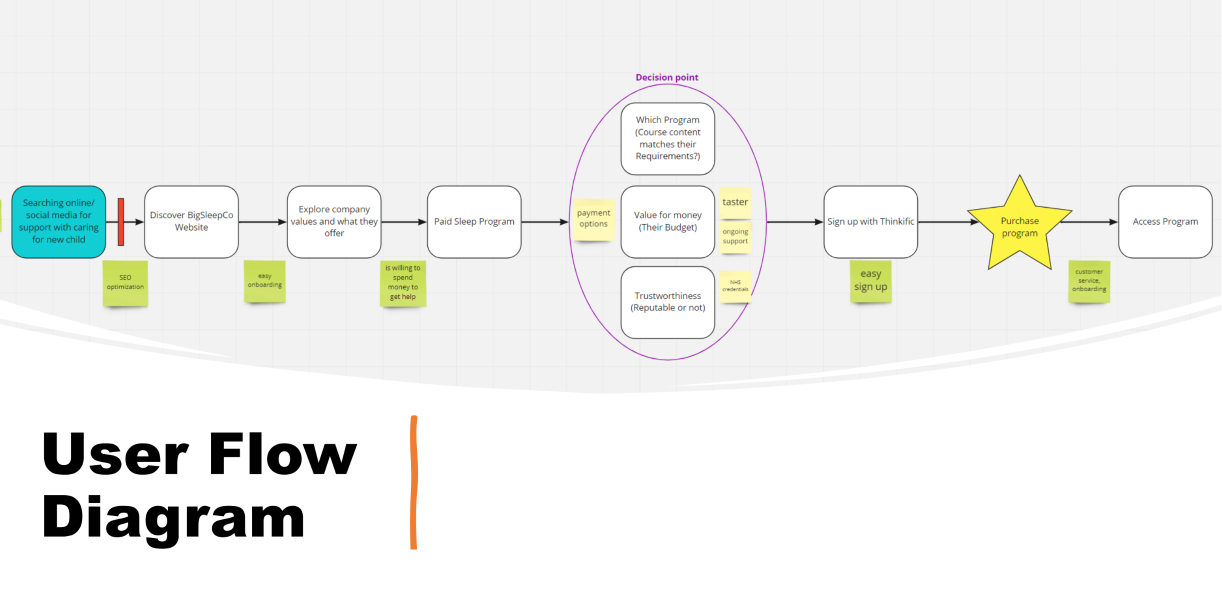 Decision point
Searching online/
social media for
support with caring
for new child
SEO
optimization
Discover BigSleepCo
Website
easy
onboarding
Explore company
values and what they
offer
is willing to
spend
money to
get help
Paid Sleep Program
payment
options
Which Program
(Course content
matches their
Requirements?)
Value for money
(Their Budget)
taster
ongoing
support
Trustworthiness
(Reputable or not)
NHS
credentials
Sign up with Thinkific
easy
sign up
Purchase
program
customer
service,
onboarding
Access Program
User Flow
Diagram